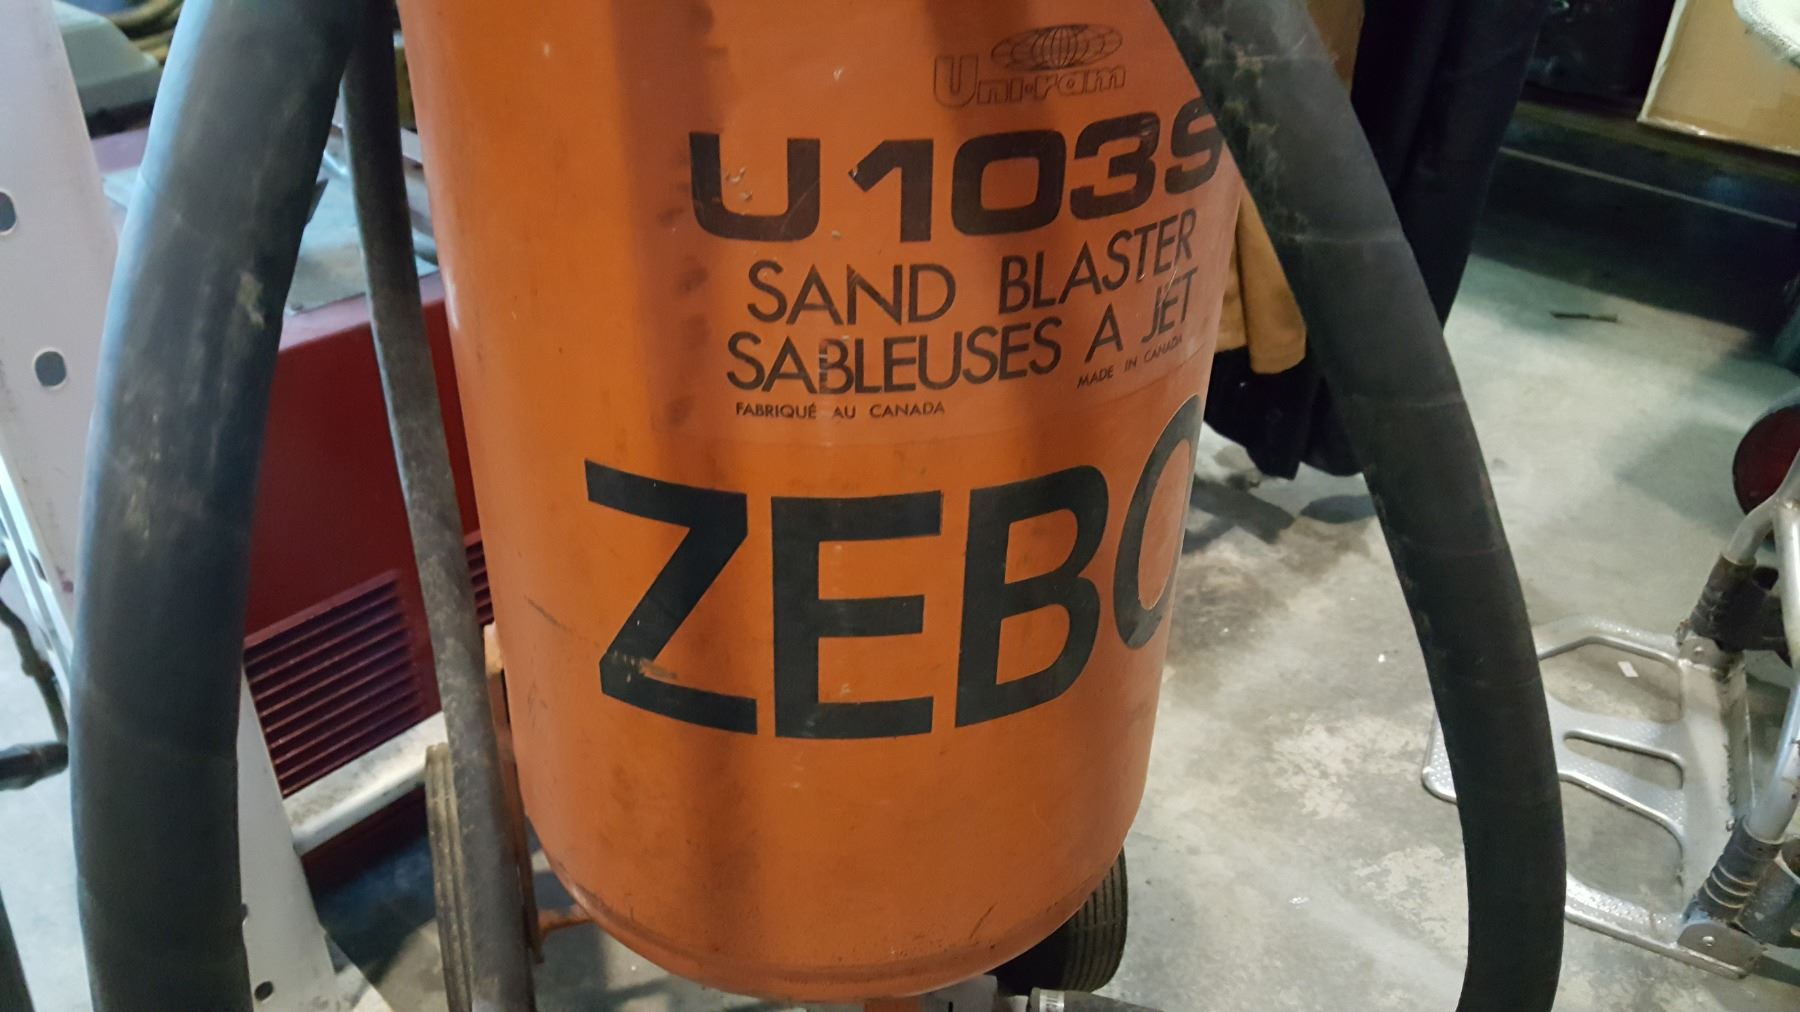 Uni-ram
U103S
SAND BLASTER
SABLEUSES A JET
FABRIQUÉ AU CANADA
MADE IN CANADA
ZEBO